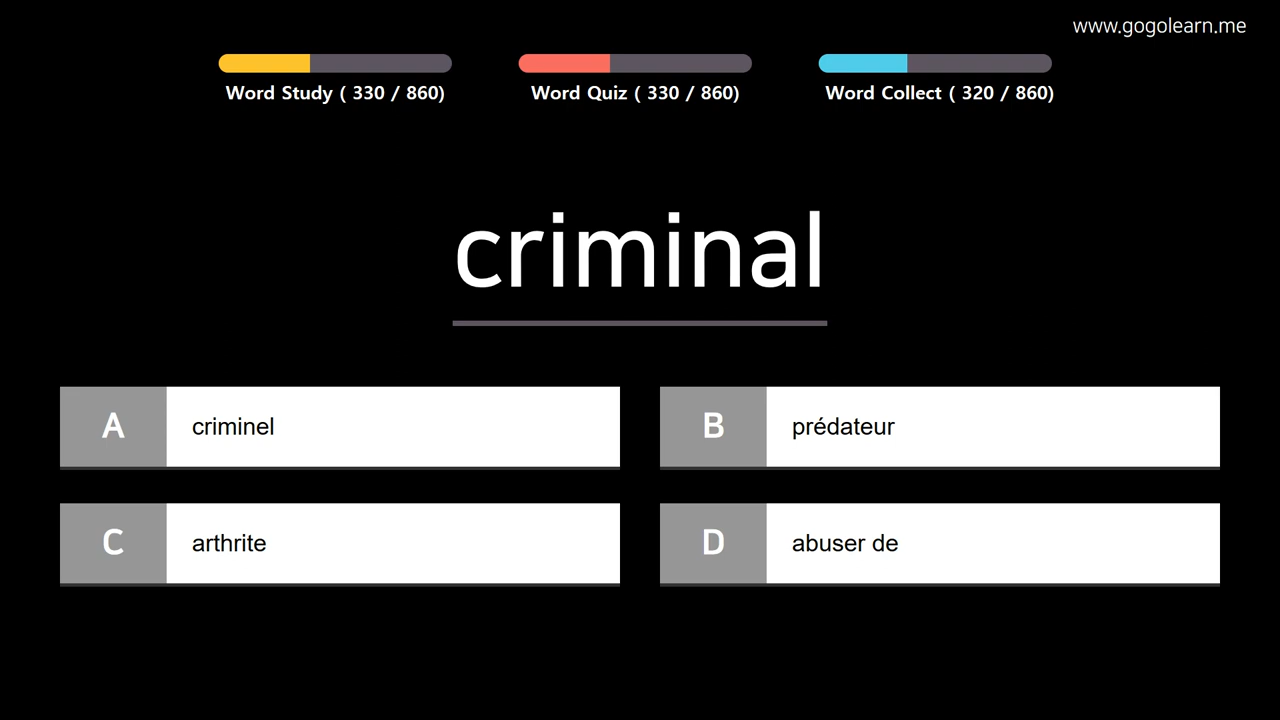 www.gogolearn.me
Word Study ( 330 / 860)
Word Quiz ( 330 / 860)
Word Collect ( 320 / 860)
criminal
A criminel
B prédateur
C arthrite
D abuser de